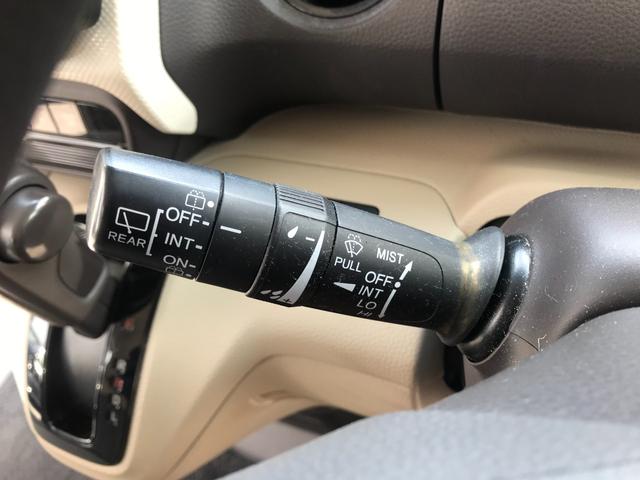 REAR
OFF
INT
ON
PULL
MIST
OFF
INT
LO
HI